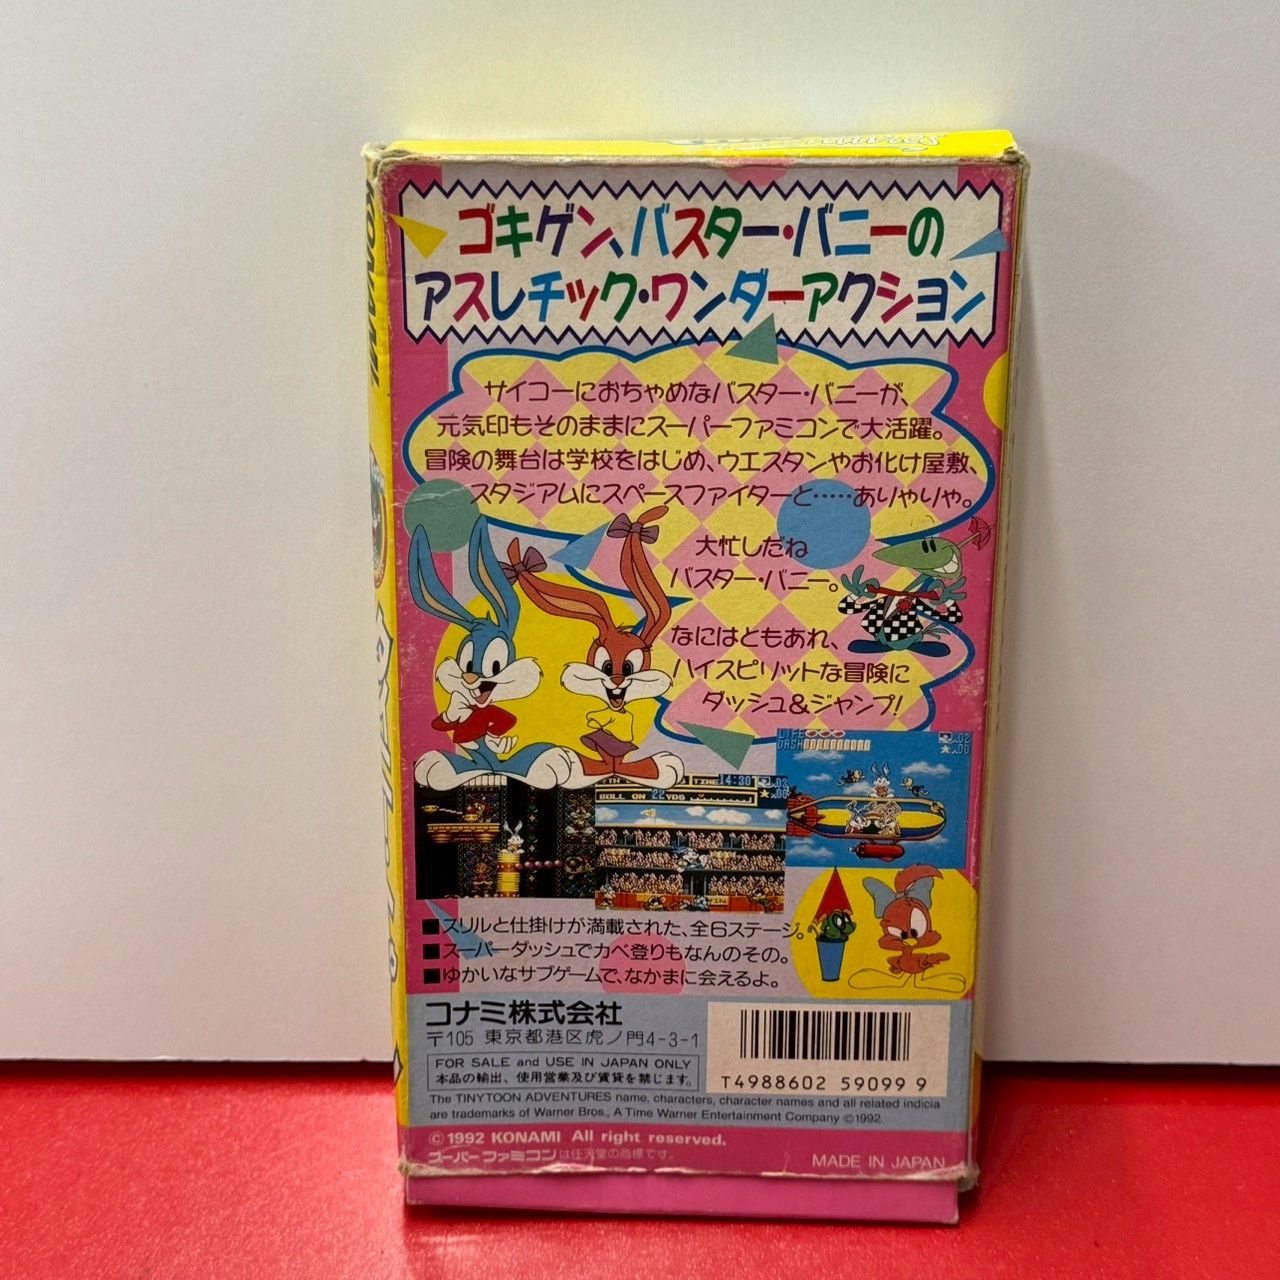 ゴキゲン、バスター・バニーの
アスレチック・ワンダーアクション
サイコーにおちゃめなバスター・バニーが、
元気印もそのままにスーパーファミコンで大活躍。
冒険の舞台は学校をはじめ、ウエスタンやお化け屋敷、
スタジアムにスペースファイターと……ありゃりゃ。
大忙しだね
バスター・バニー。
なにはともあれ、
ハイスピリットな冒険に
ダッシュ&ジャンプ!
LIFE
DASH
14:30
BALL ON 22 YDS
■スリルと仕掛けが満載された、全6ステージ。
■スーパーダッシュでカベ登りもなんのその。
■ゆかいなサブゲームで、なかまに会えるよ。
コナミ株式会社
〒105 東京都港区虎ノ門4-3-1
FOR SALE and USE IN JAPAN ONLY
本品の輸出、使用営業及び賃貸を禁じます。
T4988602 59099 9
The TINYTOON ADVENTURES name, characters, character names and all related indicia
are trademarks of Warner Bros., A Time Warner Entertainment Company ©1992.
©1992 KONAMI All right reserved.
スーパーファミコンは任天堂の商標です。
MADE IN JAPAN
KONAMI